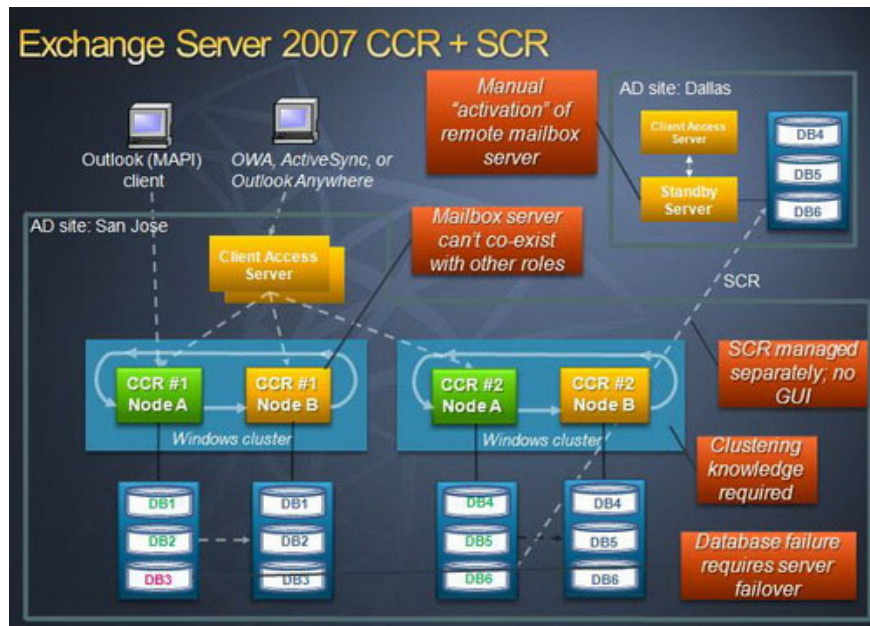 Exchange Server 2007 CCR + SCR
Outlook (MAPI)
client
OWA, ActiveSync, or
Outlook Anywhere
Manual
“activation” of
remote mailbox
server
AD site: Dallas
Client Access
Server
Standby
Server
DB4
DB5
DB6
AD site: San Jose
Client Access
Server
Mailbox server
can't co-exist
with other roles
SCR
CCR #1
Node A
CCR #1
Node B
Windows cluster
CCR #2
Node A
CCR #2
Node B
Windows cluster
SCR managed
separately; no
GUI
Clustering
knowledge
required
DB1
DB2
DB3
DB1
DB2
DB3
DB4
DB5
DB6
DB4
DB5
DB6
Database failure
requires server
failover